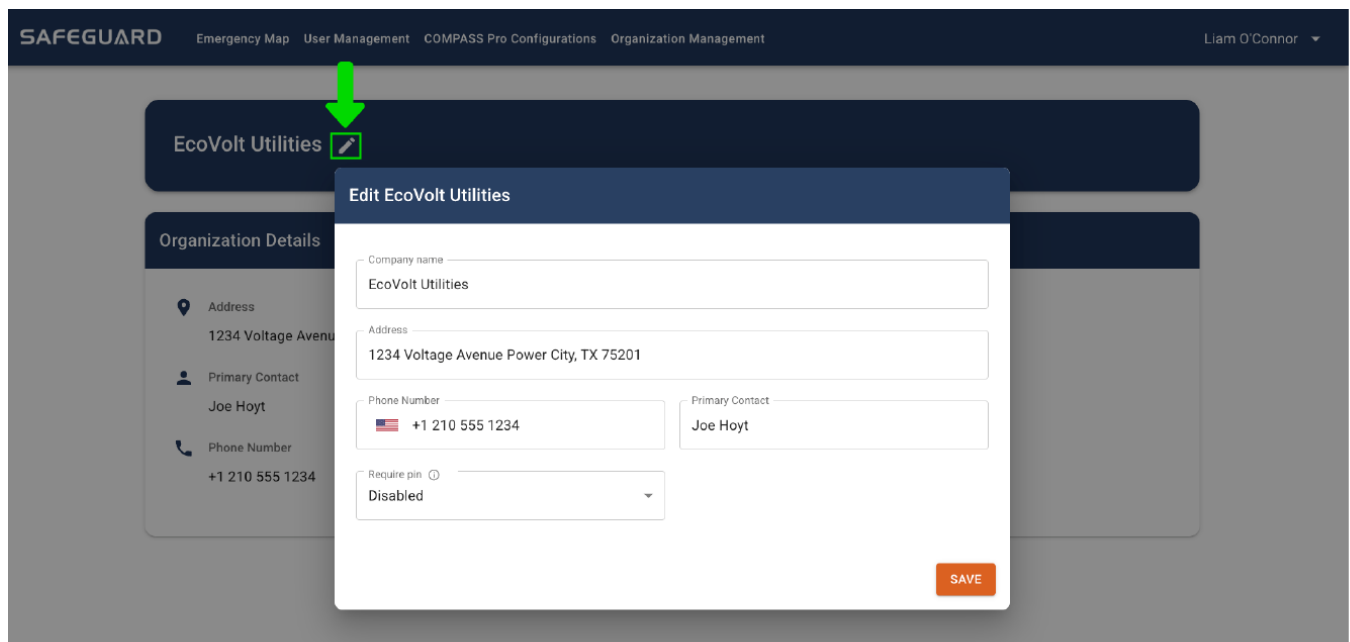 SAFEGUARD
Emergency Map User Management COMPASS Pro Configurations Organization Management
Liam O'Connor
EcoVolt Utilities
Edit EcoVolt Utilities
Organization Details
Address
1234 Voltage Avenu
Primary Contact
Joe Hoyt
Phone Number
+1 210 555 1234
Company name
EcoVolt Utilities
Address
1234 Voltage Avenue Power City, TX 75201
Phone Number
+1 210 555 1234
Primary Contact
Joe Hoyt
Require pin
Disabled
SAVE